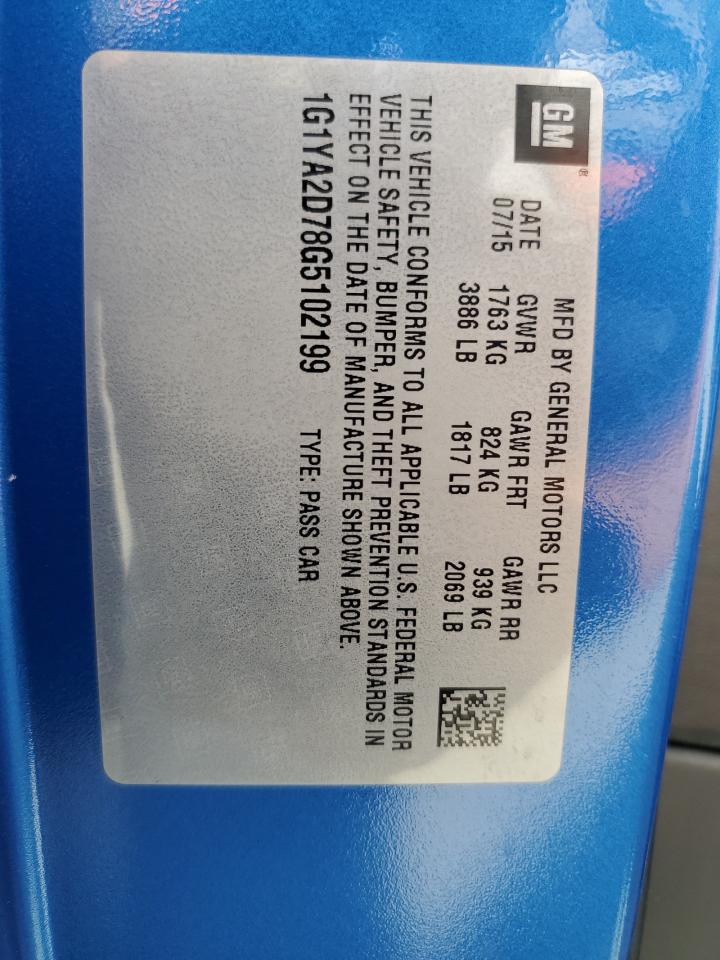 GM®
MFD BY GENERAL MOTORS LLC
DATE GVWR GAWR FRT GAWR RR
07/15 1763 KG 824 KG 939 KG
3886 LB 1817 LB 2069 LB
THIS VEHICLE CONFORMS TO ALL APPLICABLE U.S. FEDERAL MOTOR
VEHICLE SAFETY, BUMPER, AND THEFT PREVENTION STANDARDS IN
EFFECT ON THE DATE OF MANUFACTURE SHOWN ABOVE.
1G1YA2D78G5102199 TYPE: PASS CAR